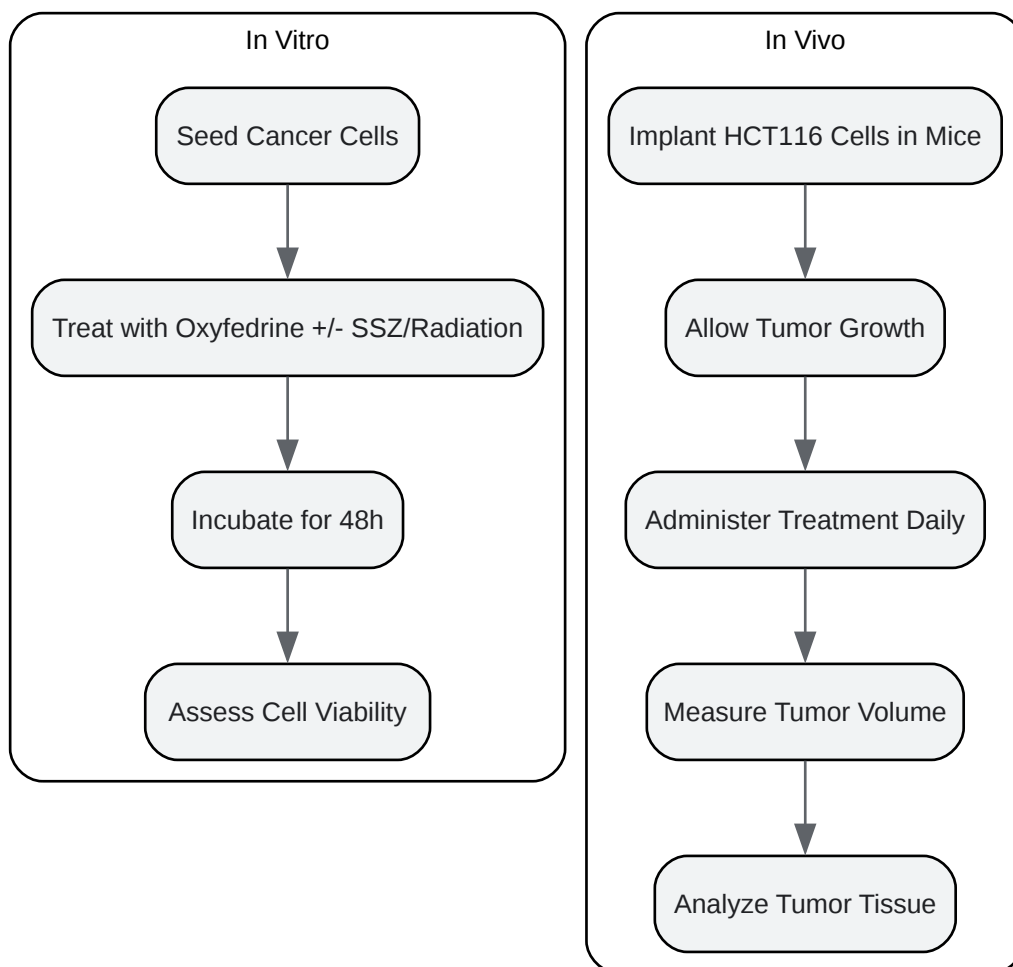 In Vitro
Seed Cancer Cells
Treat with Oxyfedrine +/- SSZ/Radiation
Incubate for 48h
Assess Cell Viability
In Vivo
Implant HCT116 Cells in Mice
Allow Tumor Growth
Administer Treatment Daily
Measure Tumor Volume
Analyze Tumor Tissue